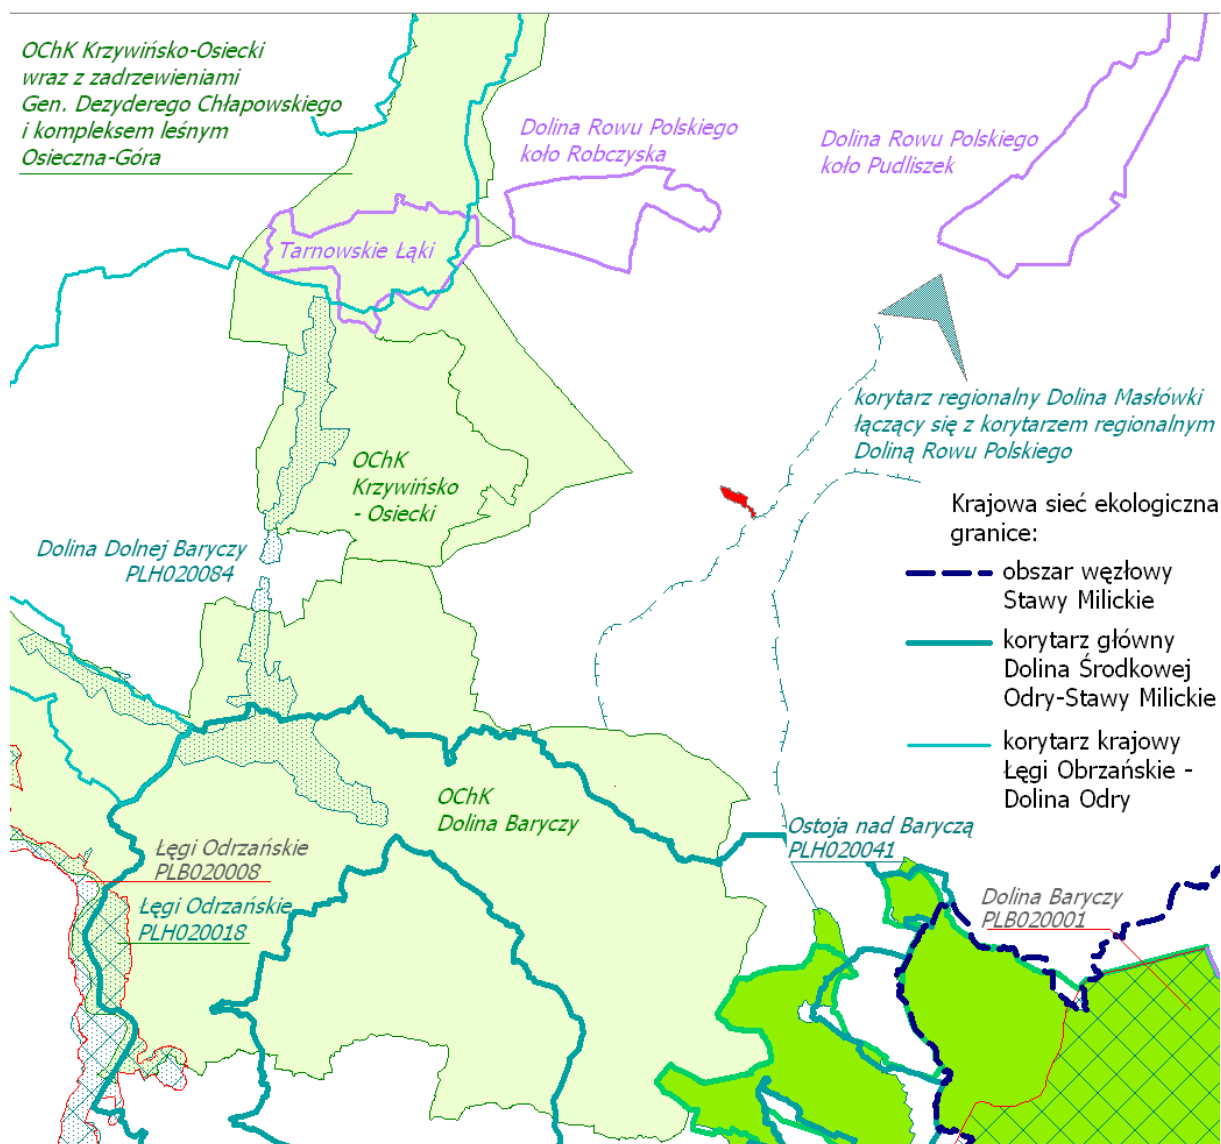 OChK Krzywińsko-Osiecki
wraz z zadrzewieniami
Gen. Dezyderego Chłapowskiego
i kompleksem leśnym
Osieczna-Góra
Dolina Rowu Polskiego
koło Robczyska
Dolina Rowu Polskiego
koło Pudliszek
Tarnowskie Łąki
korytarz regionalny Dolina Masłówki
łączący się z korytarzem regionalnym
Doliną Rowu Polskiego
OChK
Krzywińsko
- Osiecki
Dolina Dolnej Baryczy
PLH020084
Krajowa sieć ekologiczna
granice:
obszar węzłowy
Stawy Milickie
korytarz główny
Dolina Środkowej
Odry-Stawy Milickie
korytarz krajowy
Łęgi Obrzańskie -
Dolina Odry
OChK
Dolina Baryczy
Ostoja nad Baryczą
PLH020041
Łęgi Odrzańskie
PLB020008
Łęgi Odrzańskie
PLH020018
Dolina Baryczy
PLB020001